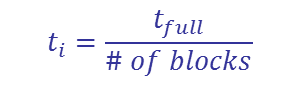 t_i = t_full / # of blocks